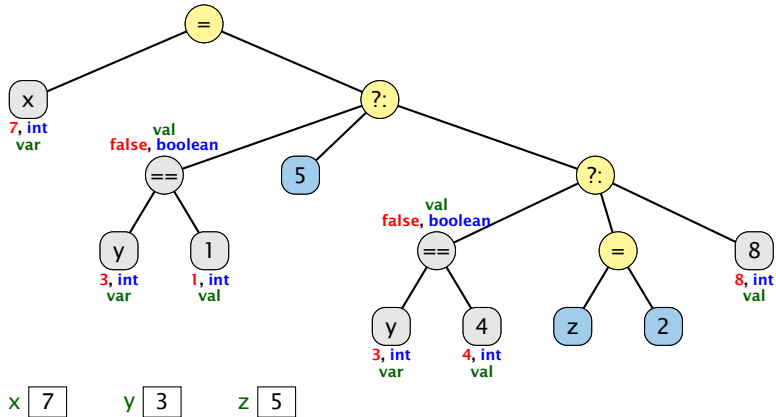 =
x
7, int
var
?:
val
false, boolean
==
5
?:
y
3, int
var
1
1, int
val
val
false, boolean
==
=
8
8, int
val
y
3, int
var
4
4, int
val
z
2
x 7 y 3 z 5